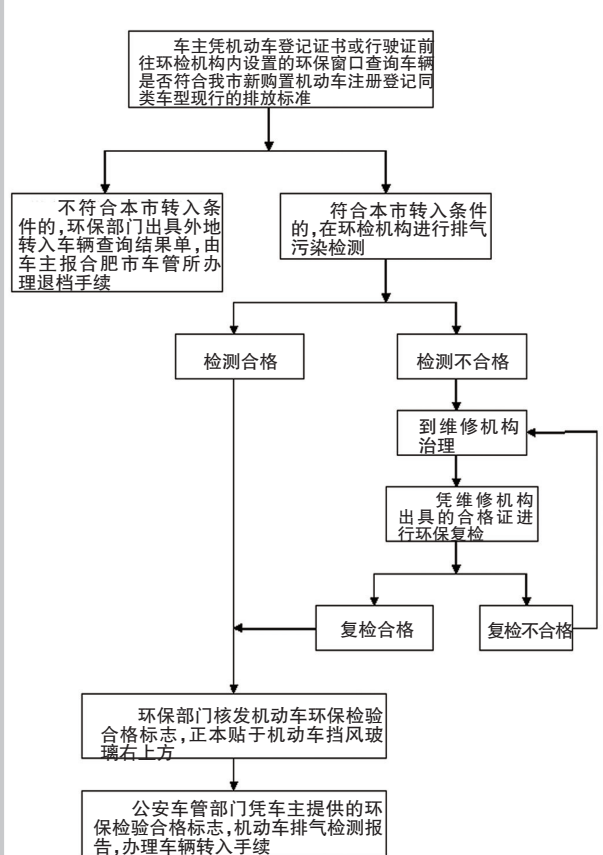 车主凭机动车登记证书或行驶证前
往环检机构内设置的环保窗口查询车辆
是否符合我市新购置机动车注册登记同
类车型现行的排放标准
不符合本市转入条
件的,环保部门出具外地
转入车辆查询结果单,由
车主报合肥市车管所办
理退档手续
符合本市转入条件
的,在环检机构进行排气
污染检测
检测合格
检测不合格
到维修机构
治理
凭维修机构
出具的合格证进
行环保复检
复检合格
复检不合格
环保部门核发机动车环保检验
合格标志,正本贴于机动车挡风玻
璃右上方
公安车管部门凭车主提供的环
保检验合格标志,机动车排气检测报
告,办理车辆转入手续